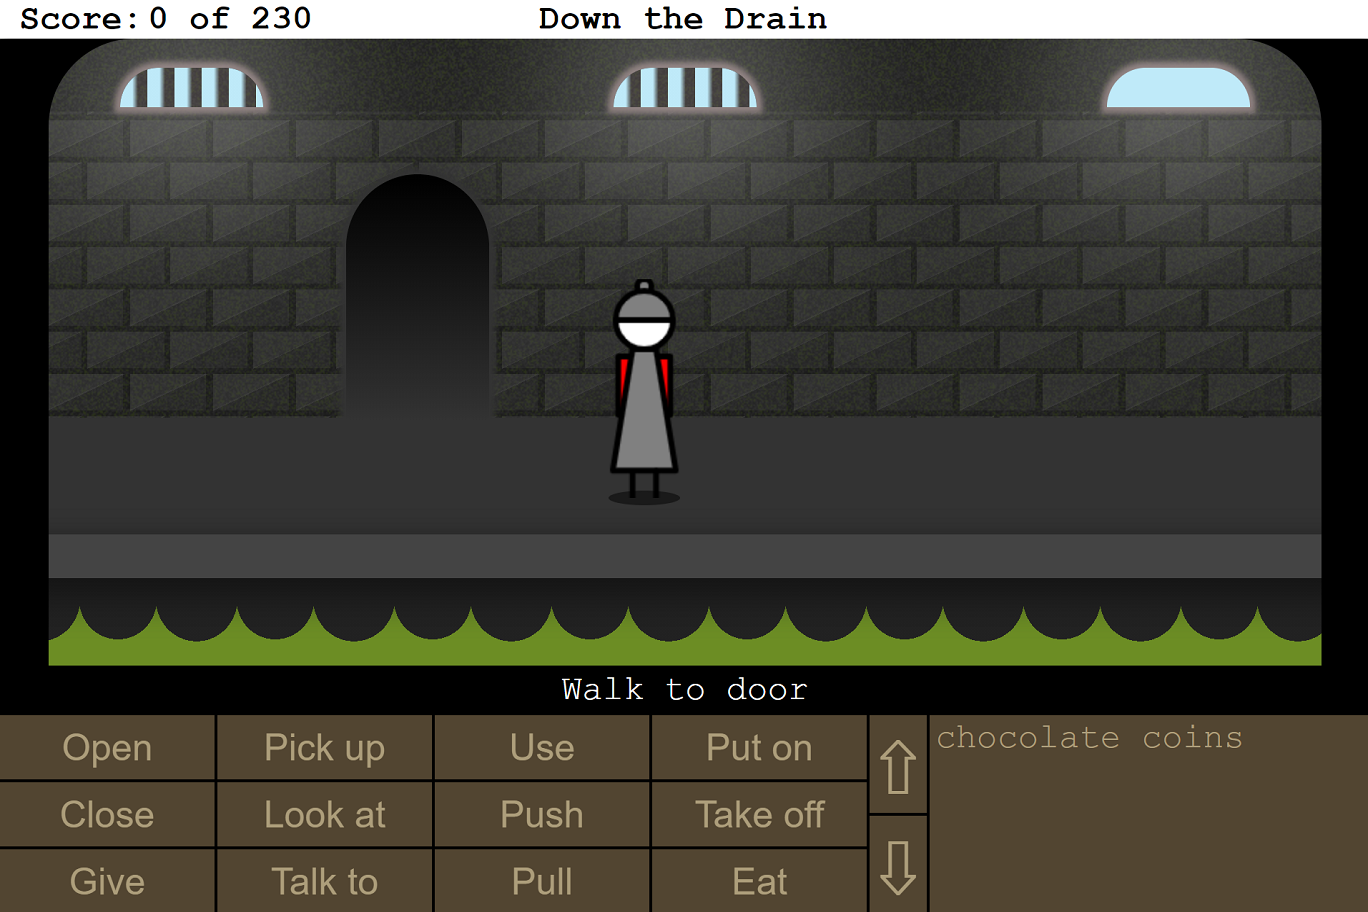 Score: 0 of 230
Down the Drain
Walk to door
Open
Pick up
Use
Put on
Close
Look at
Push
Take off
Give
Talk to
Pull
Eat
chocolate coins